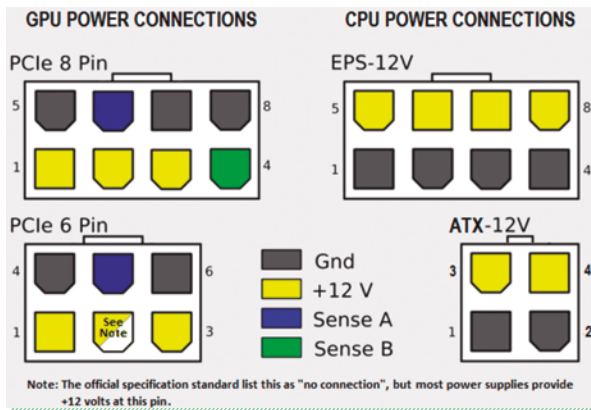 GPU POWER CONNECTIONS
CPU POWER CONNECTIONS
PCIe 8 Pin
EPS-12V
5
8
1
4
5
8
1
4
PCIe 6 Pin
ATX-12V
4
6
1
See
Note
3
Gnd
+12 V
Sense A
Sense B
3
4
1
2
Note: The official specification standard list this as "no connection", but most power supplies provide
+12 volts at this pin.